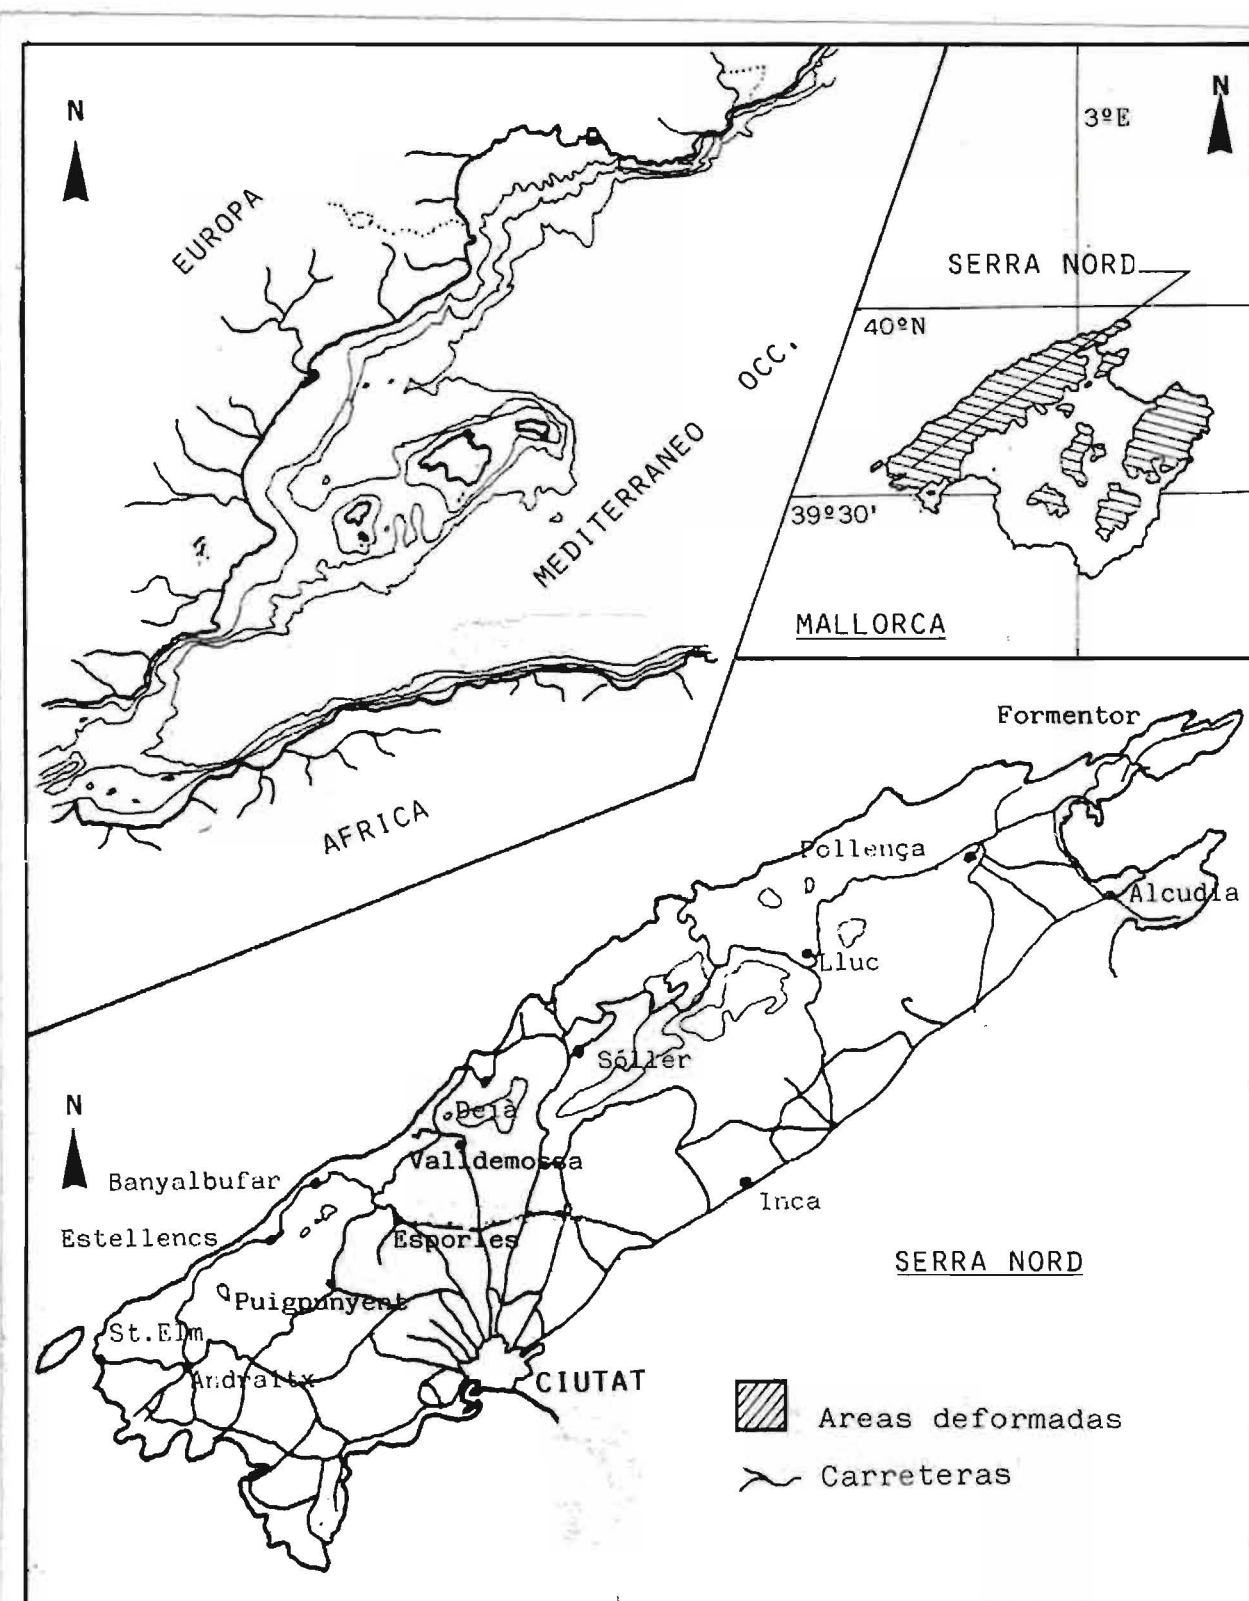 N
EUROPA
MEDITERRANEO OCC.
AFRICA
N
3ºE
SERRA NORD
40ºN
39º30'
MALLORCA
Formentor
Pollença
Alcudia
Lluc
Sóller
Deià
Valldemossa
N
Banyalbufar
Inca
Estellencs
Esporles
SERRA NORD
Puigpunyent
St.Elm
Andraitx
CIUTAT
Areas deformadas
Carreteras